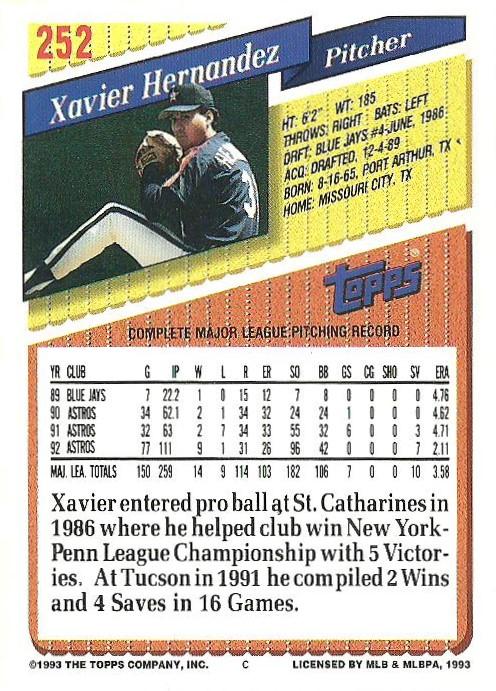 252
Xavier Hernandez
Pitcher
HT: 6'2" WT: 185
THROWS: RIGHT BATS: LEFT
DRFT: BLUE JAYS #4-JUNE, 1986
ACQ: DRAFTED, 12-4-89
BORN: 8-16-65, PORT ARTHUR, TX
HOME: MISSOURI CITY, TX
Topps
COMPLETE MAJOR LEAGUE PITCHING RECORD
YR CLUB G IP W L R ER SO BB GS CG SHO SV ERA
89 BLUE JAYS 7 22.2 1 0 15 12 7 8 0 0 0 0 4.76
90 ASTROS 34 62.1 2 1 34 32 24 24 1 0 0 0 4.62
91 ASTROS 32 63 2 7 34 33 55 32 6 0 0 3 4.71
92 ASTROS 77 111 9 1 31 26 96 42 0 0 0 7 2.11
MAJ. LEA. TOTALS 150 259 14 9 114 103 182 106 7 0 0 10 3.58
Xavier entered pro ball at St. Catharines in
1986 where he helped club win New York-
Penn League Championship with 5 Victor-
ies. At Tucson in 1991 he compiled 2 Wins
and 4 Saves in 16 Games.
©1993 THE TOPPS COMPANY, INC. C LICENSED BY MLB & MLBPA, 1993